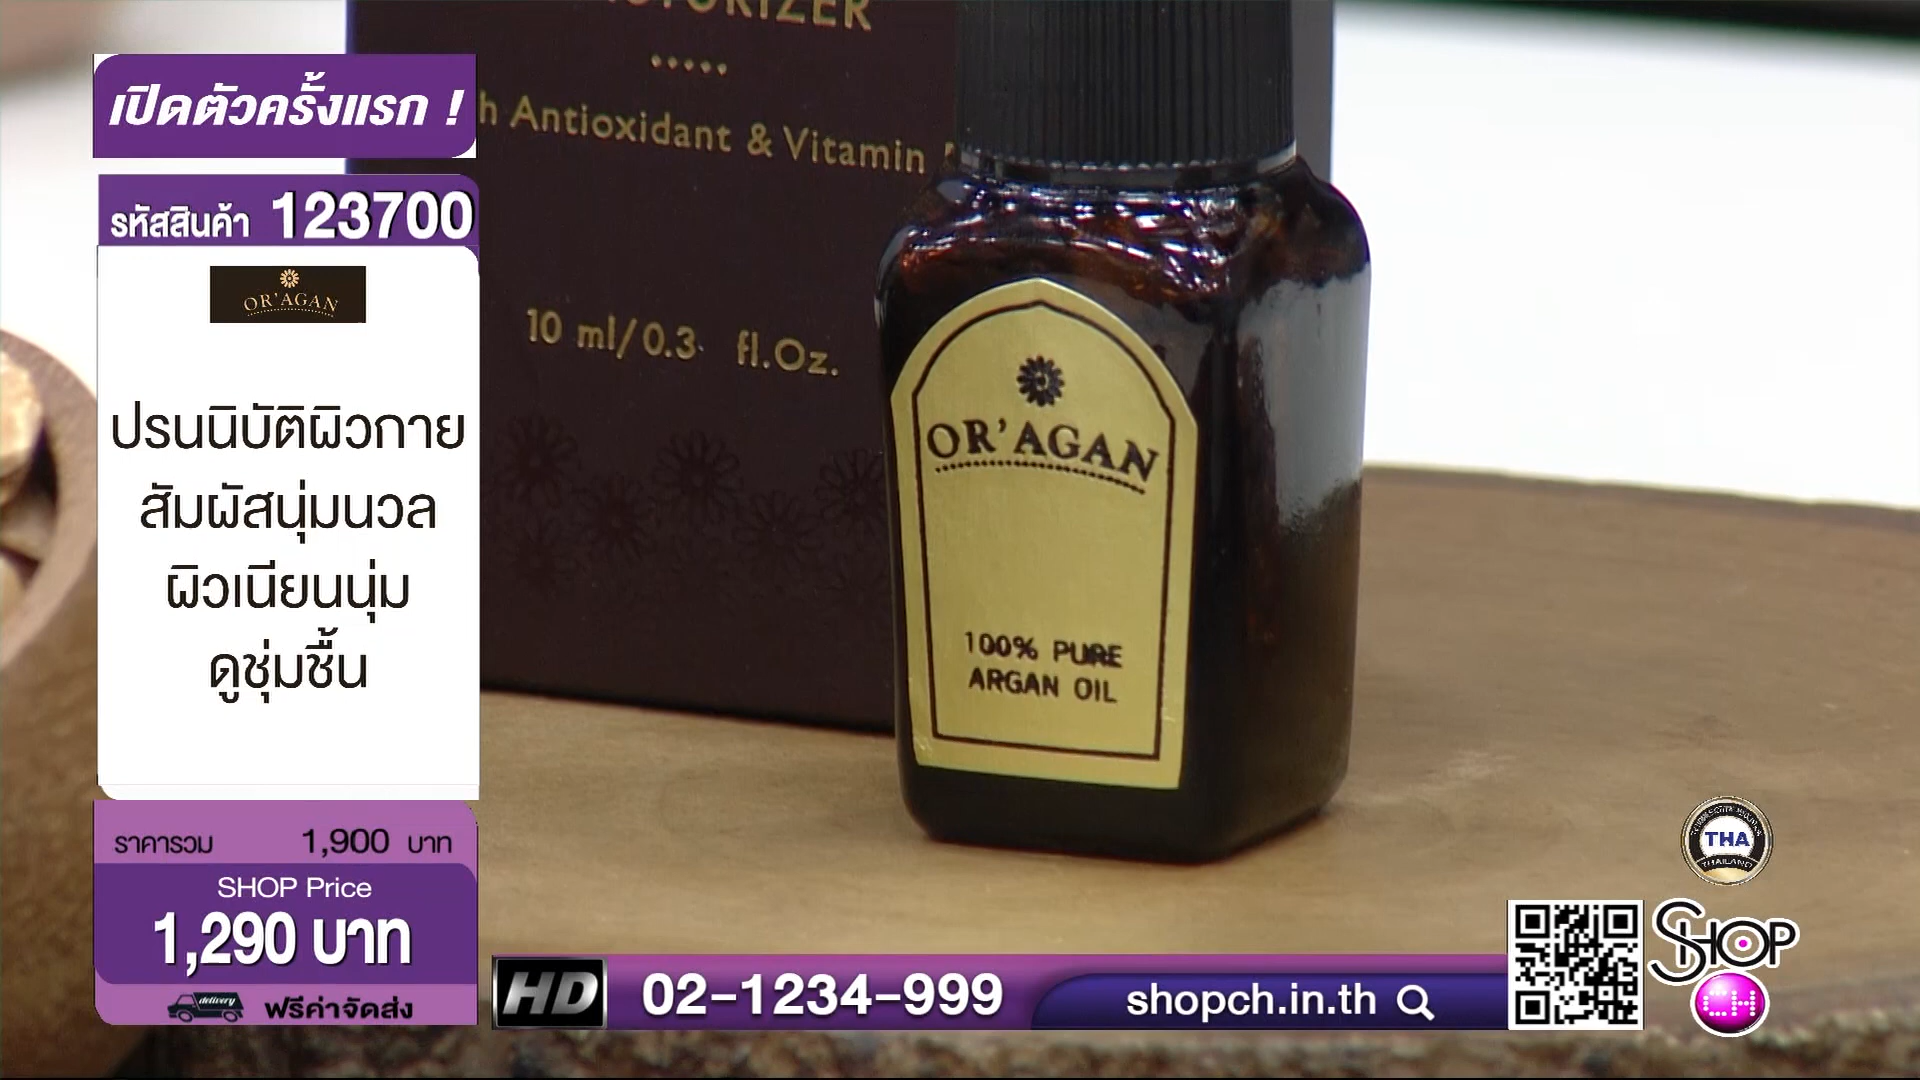 เปิดตัวครั้งแรก !
รหัสสินค้า 123700
OR'AGAN
ปรนนิบัติผิวกาย
สัมผัสนุ่มนวล
ผิวเนียนนุ่ม
ดูชุ่มชื้น
ราคารวม 1,900 บาท
SHOP Price
1,290 บาท
delivery ฟรีค่าจัดส่ง
Antioxidant & Vitamin
10 ml/0.3 fl.Oz.
OR'AGAN
100% PURE
ARGAN OIL
HD 02-1234-999 shopch.in.th
THA
THAILAND
SHOP
CH